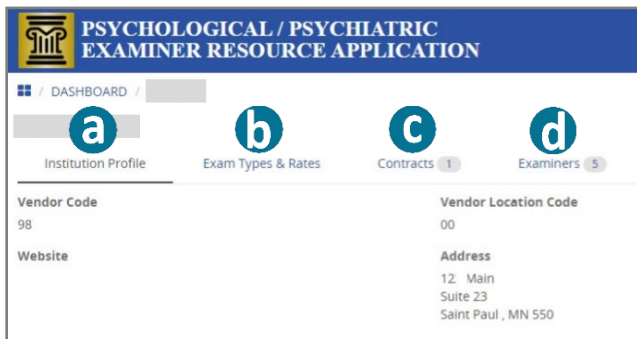 PSYCHOLOGICAL / PSYCHIATRIC
EXAMINER RESOURCE APPLICATION
/ DASHBOARD /
a b c d
Institution Profile Exam Types & Rates Contracts 1 Examiners 5
Vendor Code Vendor Location Code
98 00
Website Address
12 Main
Suite 23
Saint Paul , MN 550